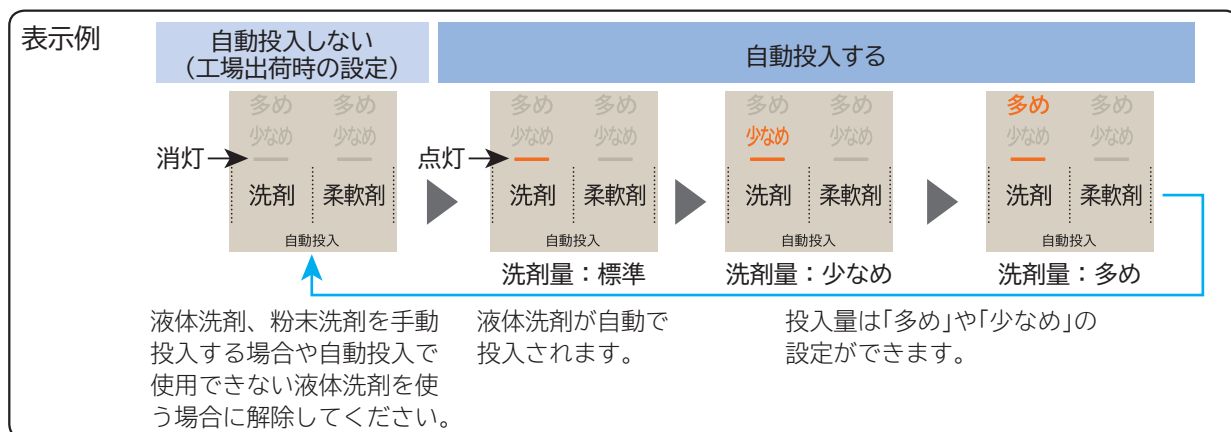 表示例
自動投入しない
（工場出荷時の設定）
自動投入する
多め 多め
少なめ 少なめ
消灯
洗剤 柔軟剤
自動投入
多め 多め
少なめ 少なめ
点灯
洗剤 柔軟剤
自動投入
洗剤量：標準
多め 多め
少なめ 少なめ
洗剤 柔軟剤
自動投入
洗剤量：少なめ
多め 多め
少なめ 少なめ
洗剤 柔軟剤
自動投入
洗剤量：多め
液体洗剤、粉末洗剤を手動
投入する場合や自動投入で
使用できない液体洗剤を使
う場合に解除してください。
液体洗剤が自動で
投入されます。
投入量は「多め」や「少なめ」の
設定ができます。